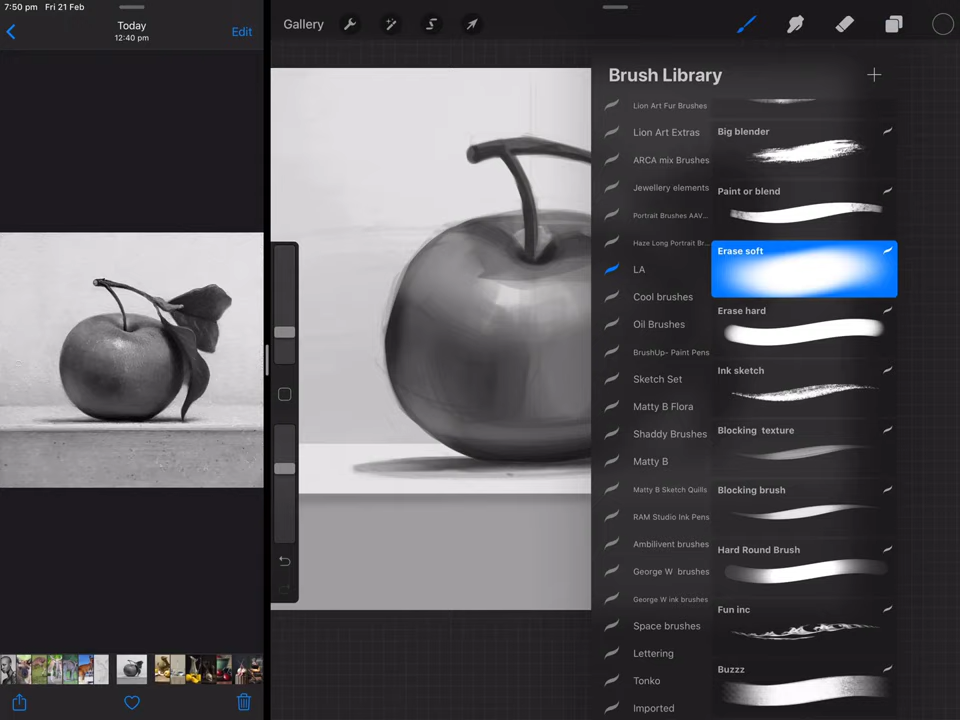 7:50 pm Fri 21 Feb
Today
12:40 pm
Edit
Gallery
Brush Library
Lion Art Fur Brushes
Lion Art Extras
ARCA mix Brushes
Jewellery elements
Portrait Brushes AAV...
Haze Long Portrait Br...
LA
Cool brushes
Oil Brushes
BrushUp- Paint Pens
Sketch Set
Matty B Flora
Shaddy Brushes
Matty B
Matty B Sketch Quills
RAM Studio Ink Pens
Ambilivent brushes
George W brushes
George W ink brushes
Space brushes
Lettering
Tonko
Imported
Big blender
Paint or blend
Erase soft
Erase hard
Ink sketch
Blocking texture
Blocking brush
Hard Round Brush
Fun inc
Buzzz